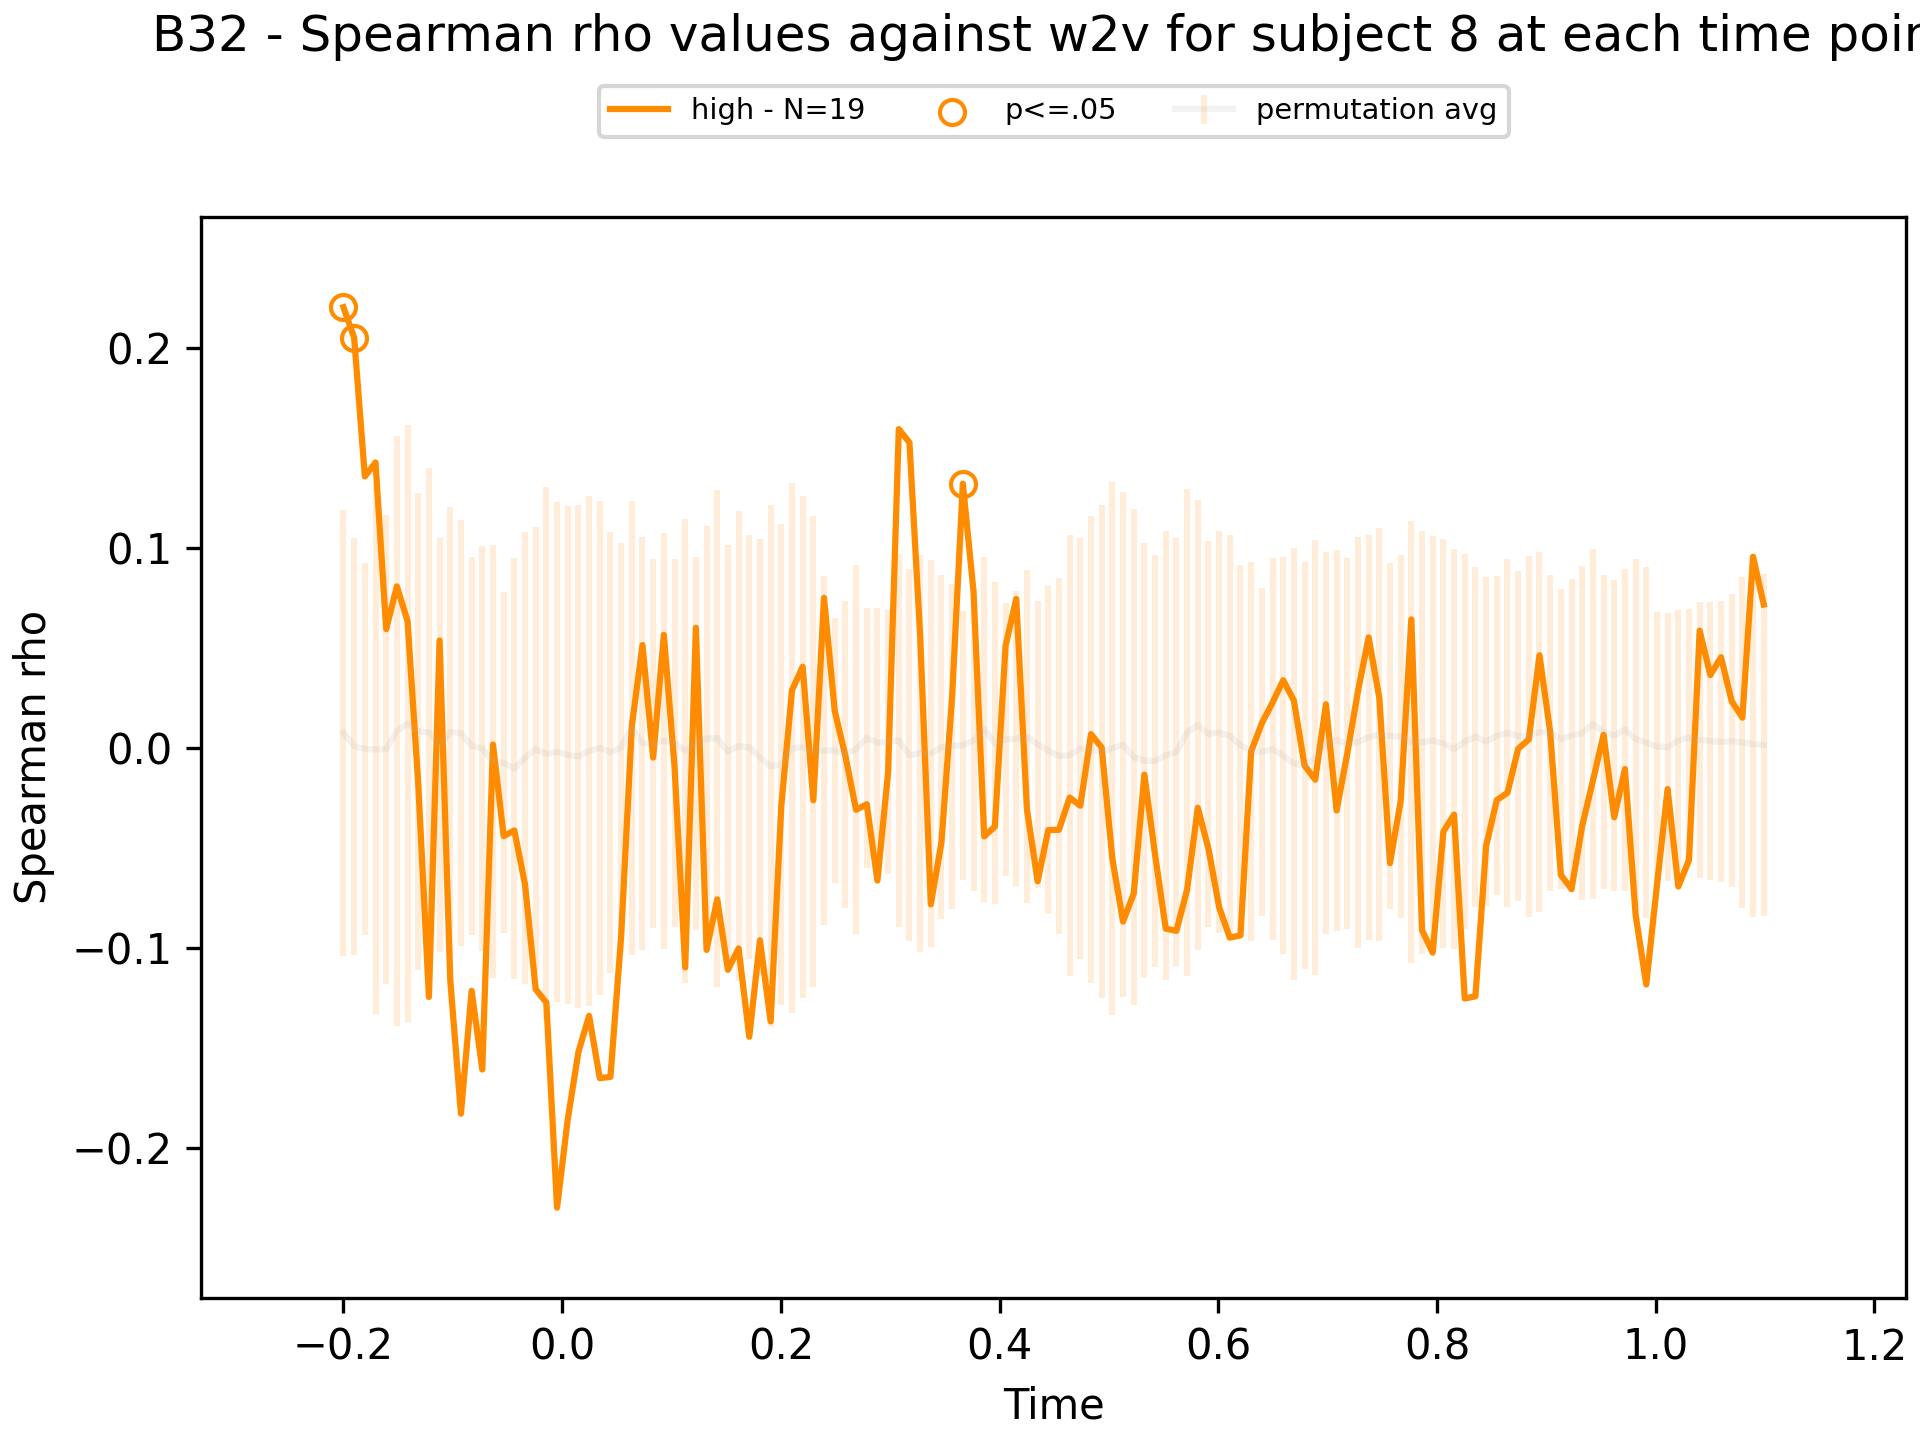 B32 - Spearman rho values against w2v for subject 8 at each time
high - N=19 p<=.05 permutation avg
Spearman rho
0.2
0.1
0.0
−0.1
−0.2
−0.2 0.0 0.2 0.4 0.6 0.8 1.0 1.2
Time